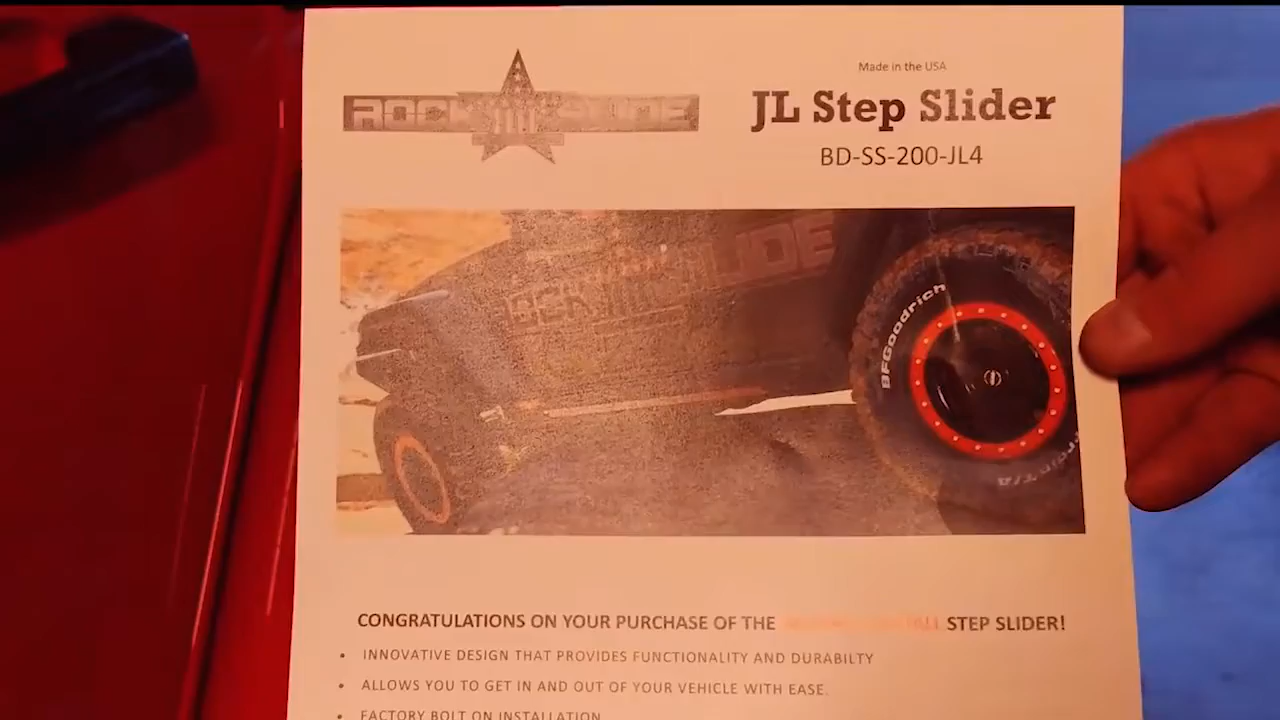 Made in the USA
ROCK SLIDE
JL Step Slider
BD-SS-200-JL4
BFGoodrich
CONGRATULATIONS ON YOUR PURCHASE OF THE STEP SLIDER!
• INNOVATIVE DESIGN THAT PROVIDES FUNCTIONALITY AND DURABILTY
• ALLOWS YOU TO GET IN AND OUT OF YOUR VEHICLE WITH EASE.
• FACTORY BOLT ON INSTALLATION